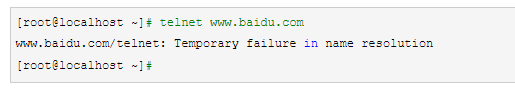 [root@localhost ~]# telnet www.baidu.com
www.baidu.com/telnet: Temporary failure in name resolution
[root@localhost ~]#